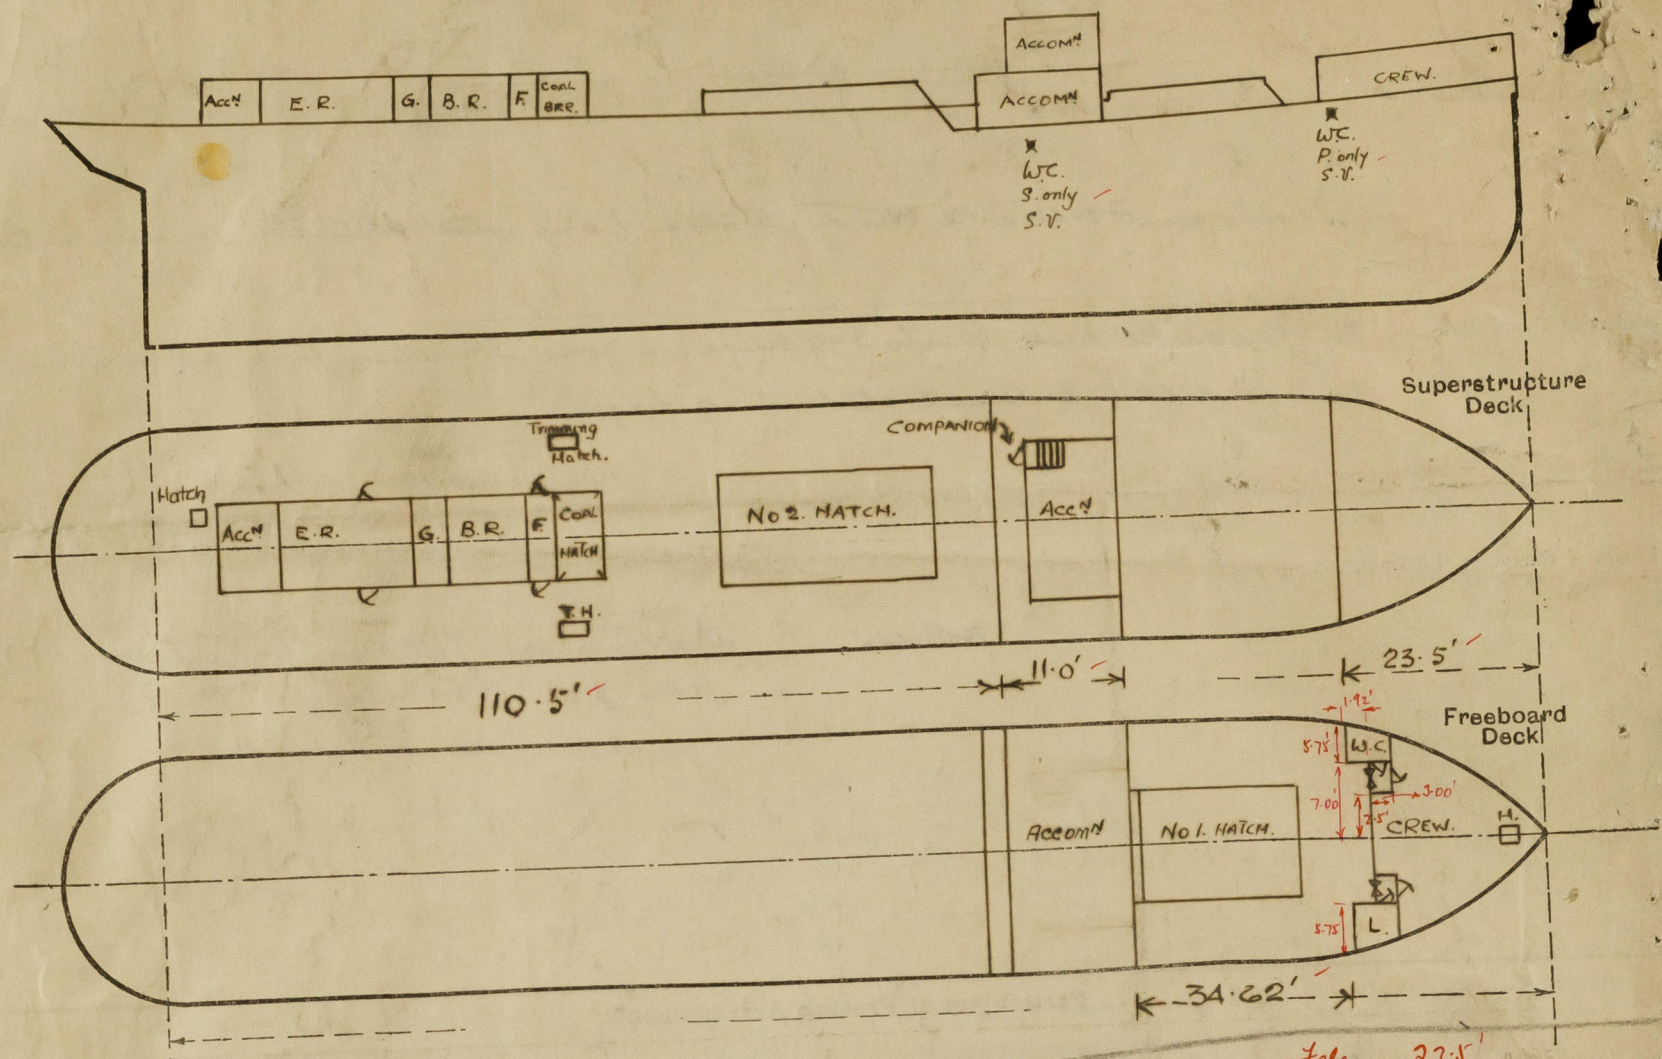 ACCOMN
ACCN
E.R.
G.
B.R.
F.
COAL
BKR.
ACCOMN
CREW.
W.C.
S. only
S.V.
W.C.
P. only
S.V.
Superstructure
Deck
Trimming
Hatch.
COMPANION
Hatch
ACCN
E.R.
G.
B.R.
F.
COAL
HATCH
No 2. HATCH.
ACCN
T.H.
110.5'
11.0'
23.5'
1.92'
Freeboard
Deck
5.75'
W.C.
7.00'
3.00'
2.5'
ACCOMN
No 1. HATCH.
CREW.
H.
5.75
L.
34.62'
22.5'